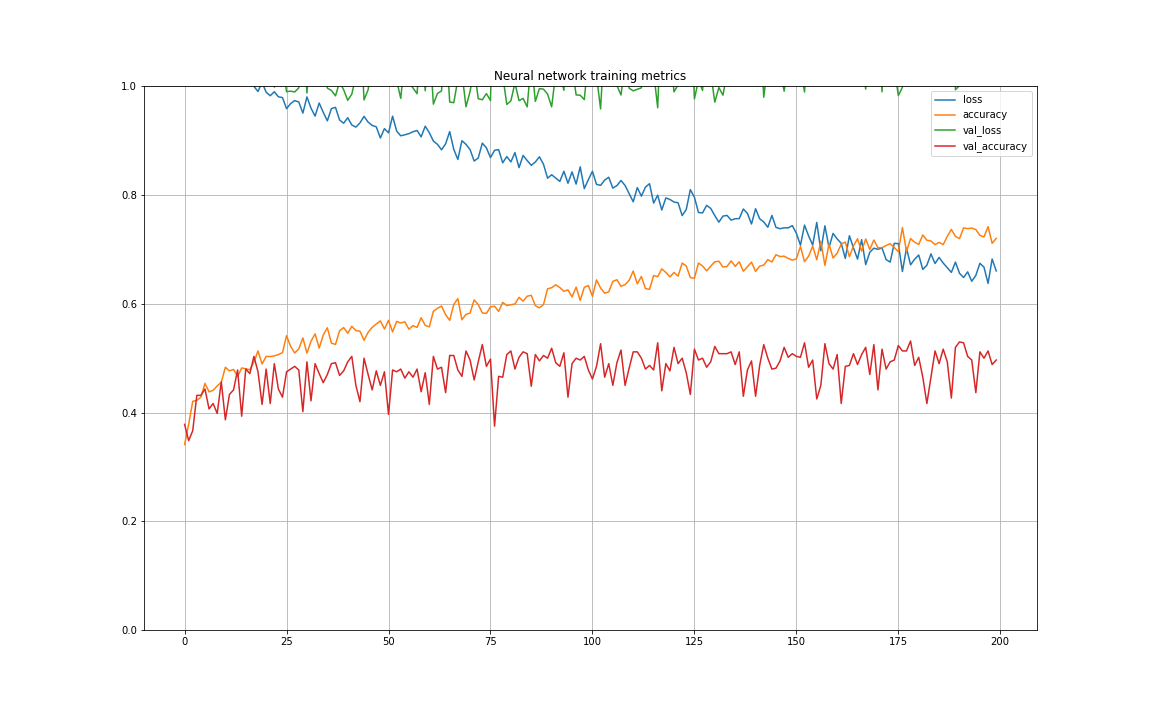 Neural network training metrics
1.0
0.8
0.6
0.4
0.2
0.0
loss
accuracy
val_loss
val_accuracy
0 25 50 75 100 125 150 175 200